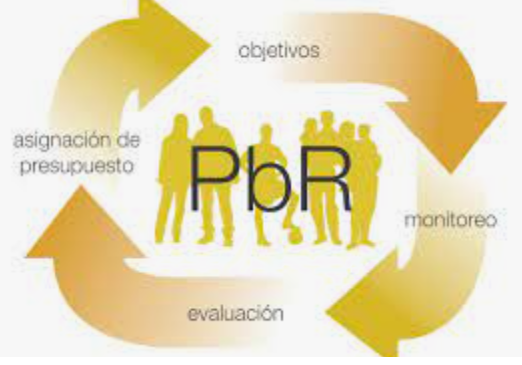 objetivos
asignación de
presupuesto
PbR
monitoreo
evaluación